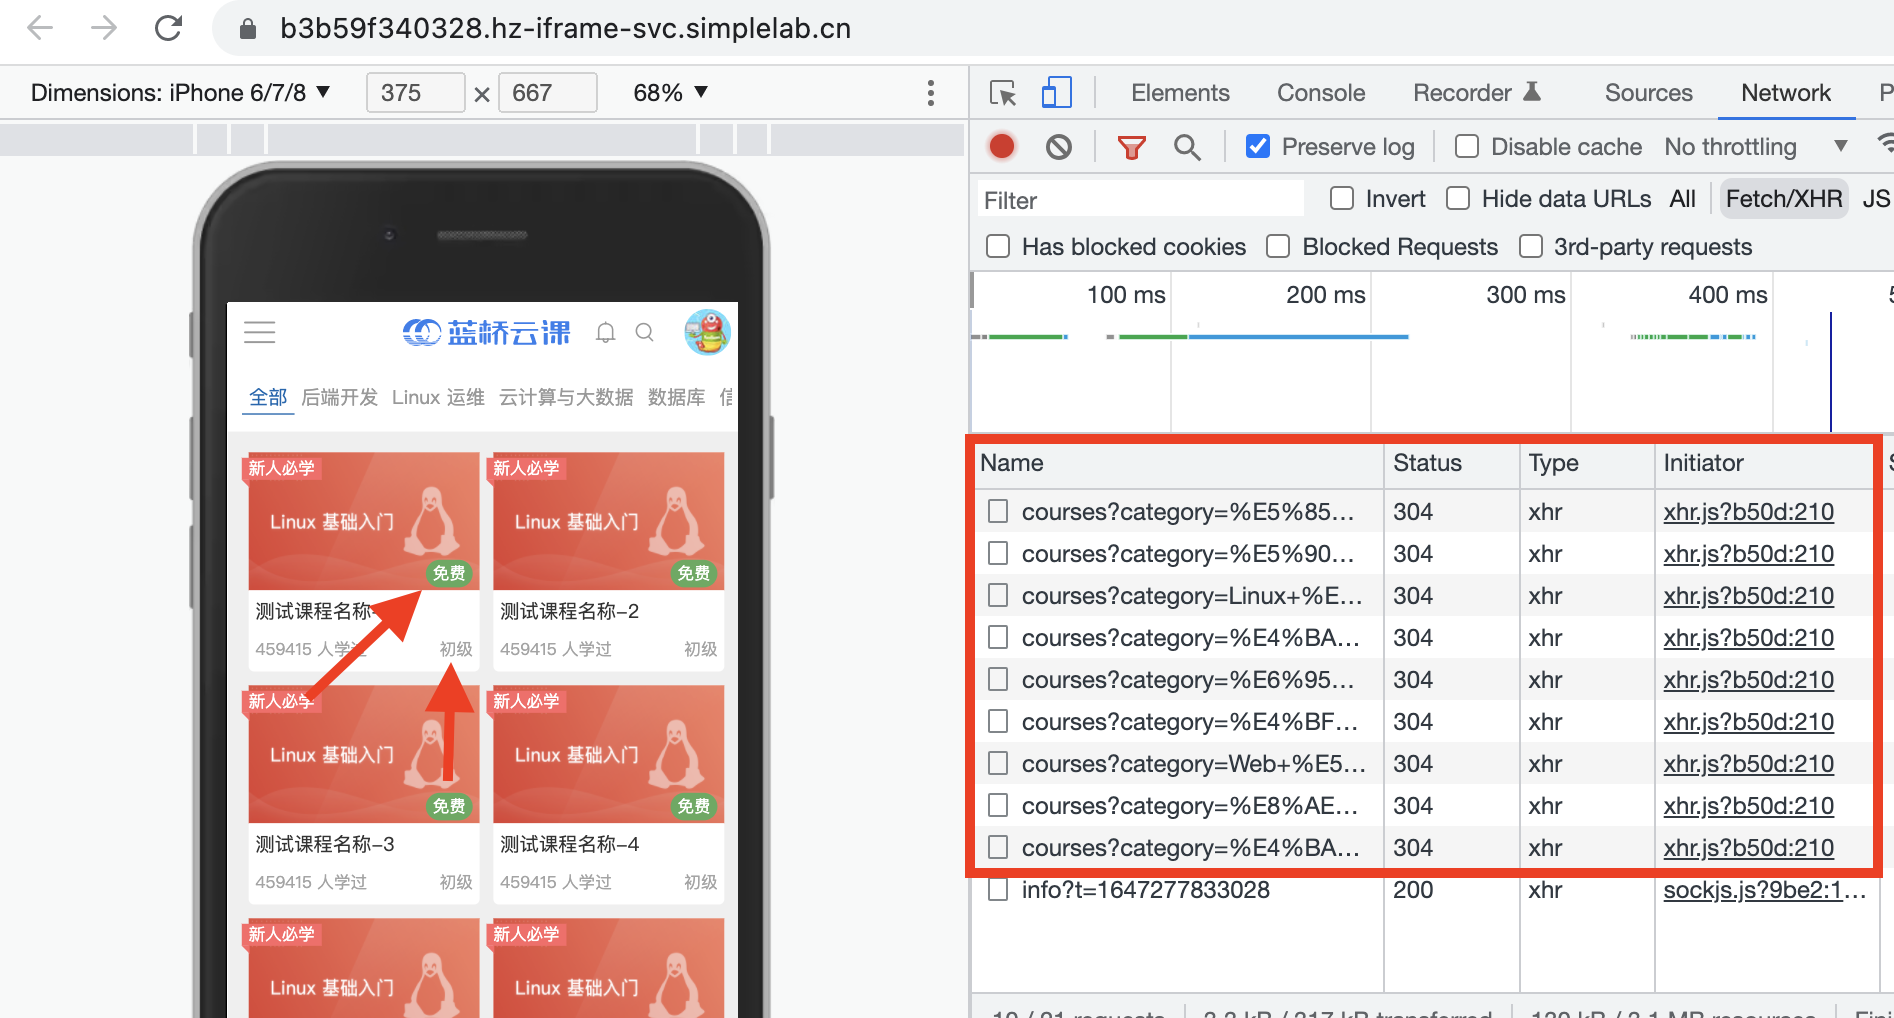 b3b59f340328.hz-iframe-svc.simplelab.cn
Dimensions: iPhone 6/7/8 ▼ 375 × 667 68% ▼
Elements Console Recorder Sources Network
Preserve log Disable cache No throttling ▼
Filter Invert Hide data URLs All Fetch/XHR JS
Has blocked cookies Blocked Requests 3rd-party requests
100 ms 200 ms 300 ms 400 ms
蓝桥云课
全部 后端开发 Linux 运维 云计算与大数据 数据库 信
新人必学 新人必学
Linux 基础入门 Linux 基础入门
免费 免费
测试课程名称- 测试课程名称-2
459415 人学过 初级 459415 人学过 初级
新人必学 新人必学
Linux 基础入门 Linux 基础入门
免费 免费
测试课程名称-3 测试课程名称-4
459415 人学过 初级 459415 人学过 初级
新人必学 新人必学
Linux 基础入门 Linux 基础入门
Name Status Type Initiator
courses?category=%E5%85... 304 xhr xhr.js?b50d:210
courses?category=%E5%90... 304 xhr xhr.js?b50d:210
courses?category=Linux+%E... 304 xhr xhr.js?b50d:210
courses?category=%E4%BA... 304 xhr xhr.js?b50d:210
courses?category=%E6%95... 304 xhr xhr.js?b50d:210
courses?category=%E4%BF... 304 xhr xhr.js?b50d:210
courses?category=Web+%E5... 304 xhr xhr.js?b50d:210
courses?category=%E8%AE... 304 xhr xhr.js?b50d:210
courses?category=%E4%BA... 304 xhr xhr.js?b50d:210
info?t=1647277833028 200 xhr sockjs.js?9be2:1...